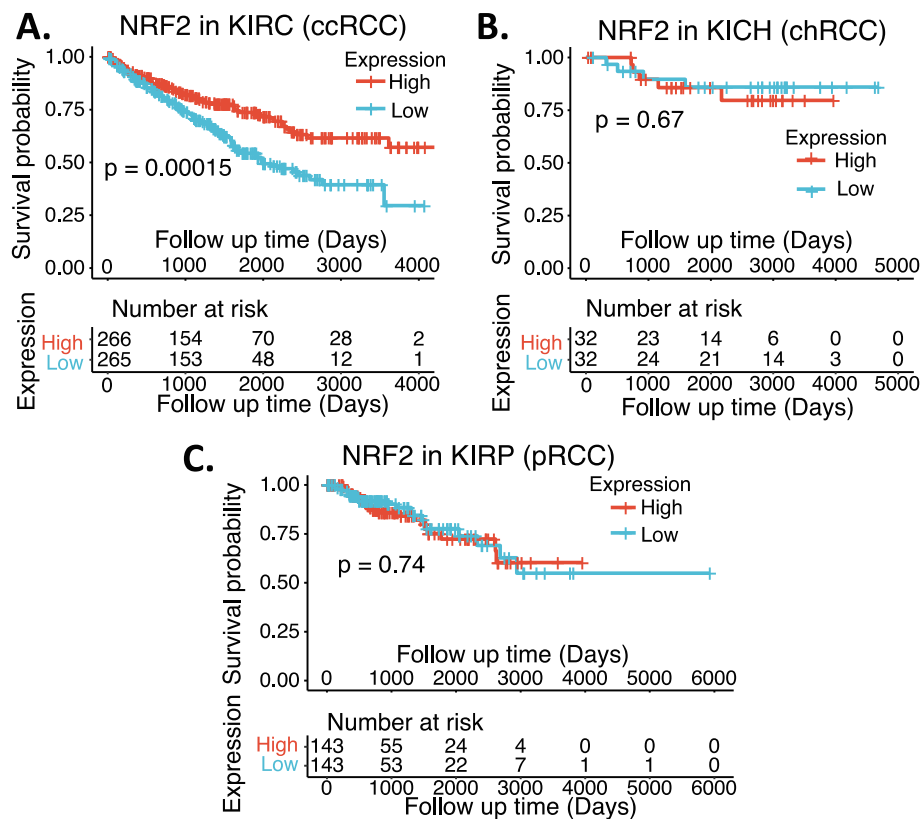 A.
NRF2 in KIRC (ccRCC)
Survival probability
1.00
0.75
0.50
0.25
0.00
Expression
High
Low
p = 0.00015
Follow up time (Days)
0 1000 2000 3000 4000
Number at risk
Expression
High 266 154 70 28 2
Low 265 153 48 12 1
0 1000 2000 3000 4000
Follow up time (Days)
B.
NRF2 in KICH (chRCC)
Survival probability
1.00
0.75
0.50
0.25
0.00
p = 0.67
Expression
High
Low
Follow up time (Days)
0 1000 2000 3000 4000 5000
Number at risk
Expression
High 32 23 14 6 0 0
Low 32 24 21 14 3 0
0 1000 2000 3000 4000 5000
Follow up time (Days)
C.
NRF2 in KIRP (pRCC)
Survival probability
1.00
0.75
0.50
0.25
0.00
Expression
High
Low
p = 0.74
Follow up time (Days)
0 1000 2000 3000 4000 5000 6000
Number at risk
Expression
High 143 55 24 4 0 0 0
Low 143 53 22 7 1 1 0
0 1000 2000 3000 4000 5000 6000
Follow up time (Days)